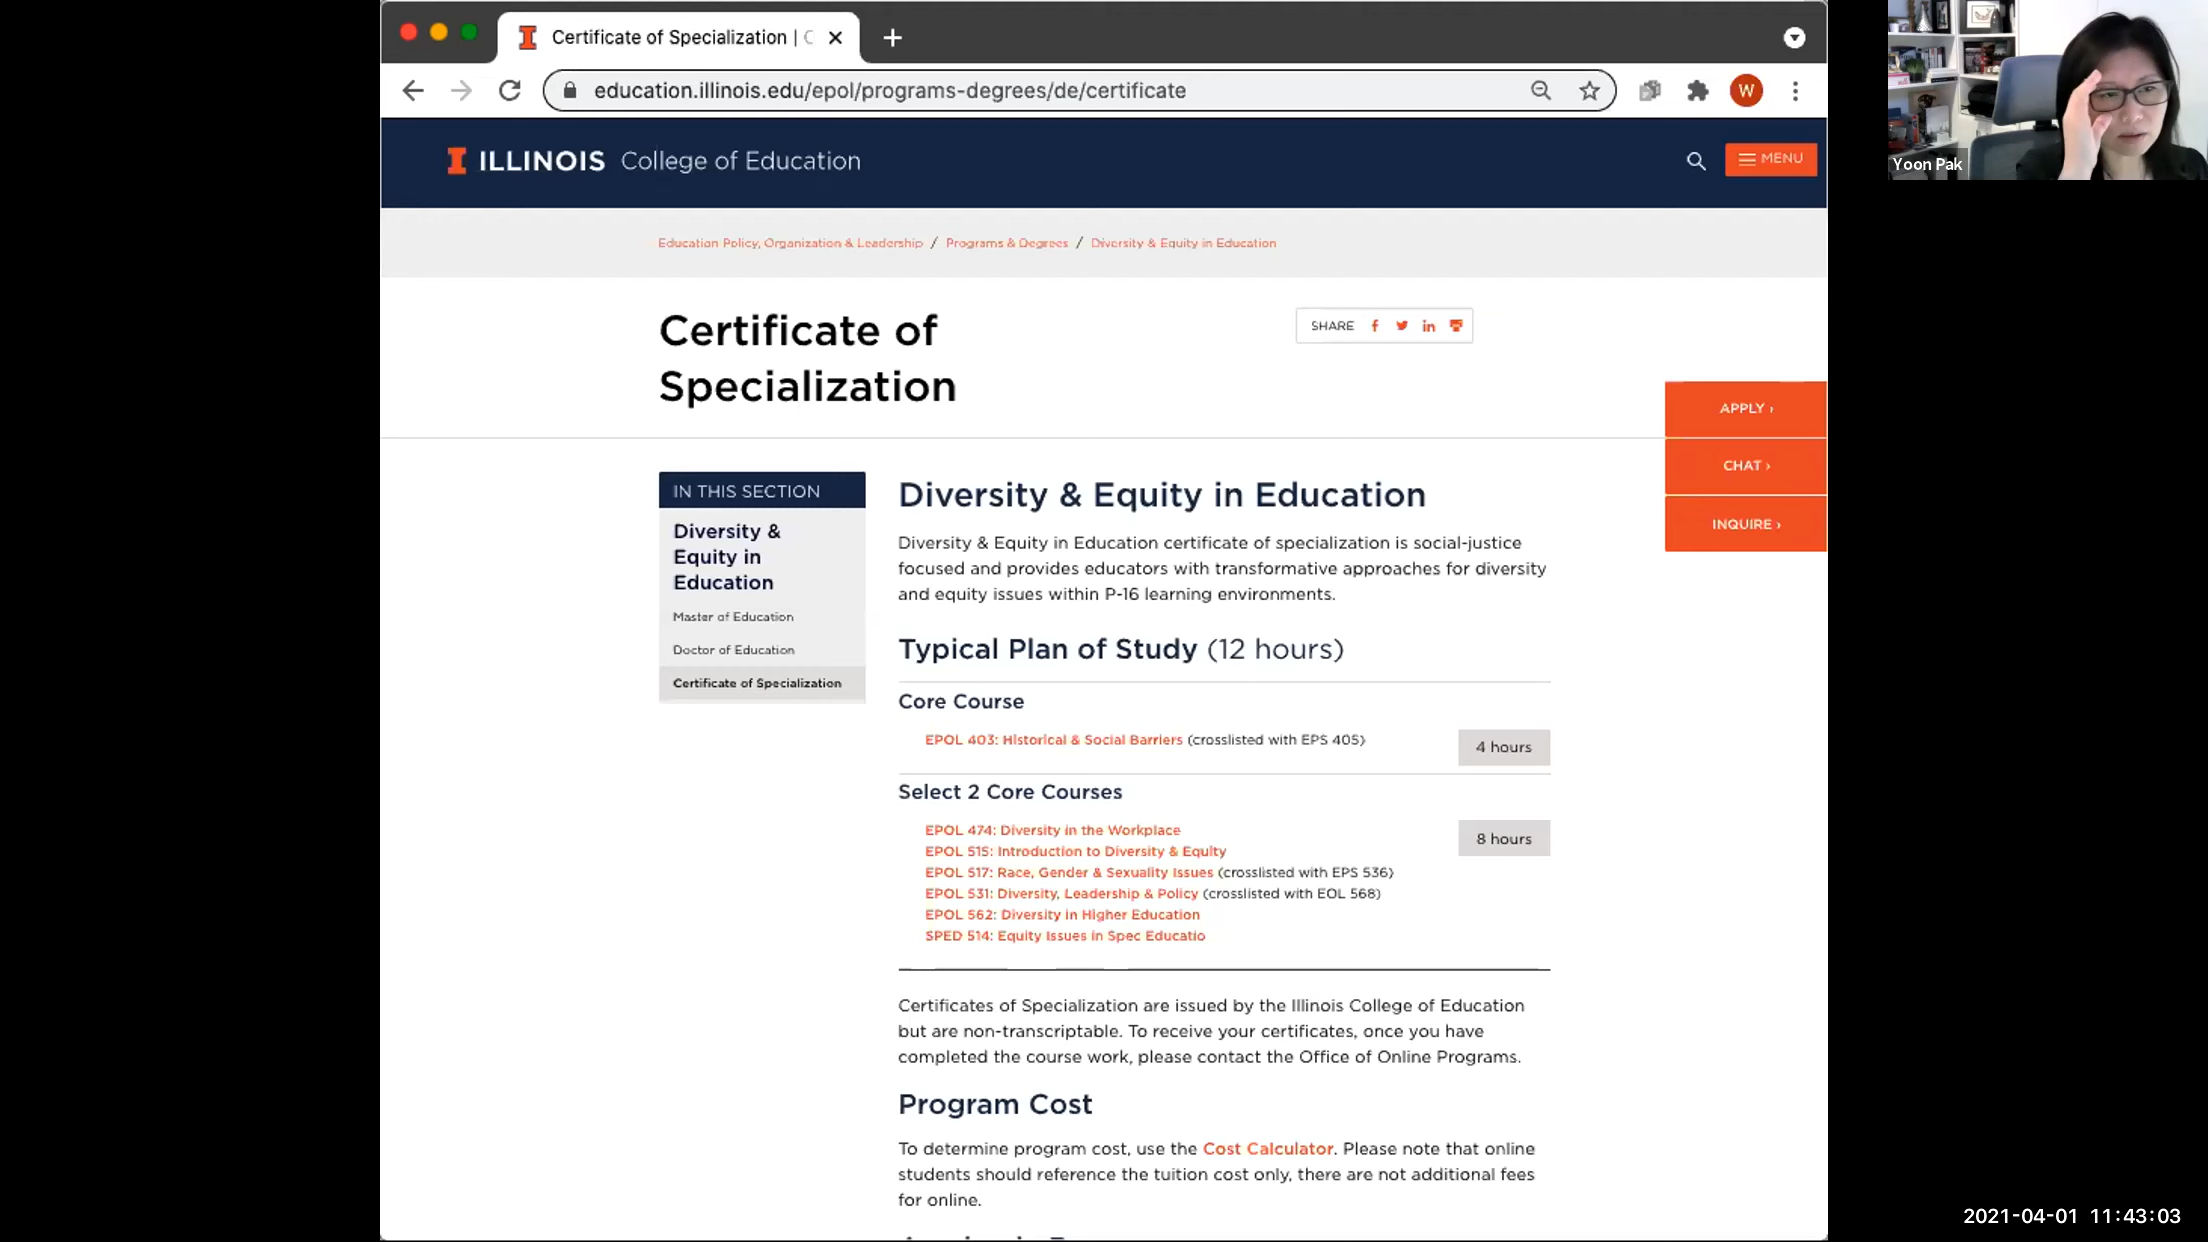 Certificate of Specialization | C
education.illinois.edu/epol/programs-degrees/de/certificate
W
I ILLINOIS College of Education
MENU
Yoon Pak
Education Policy, Organization & Leadership / Programs & Degrees / Diversity & Equity in Education
Certificate of
Specialization
SHARE
APPLY ›
CHAT ›
INQUIRE ›
IN THIS SECTION
Diversity &
Equity in
Education
Master of Education
Doctor of Education
Certificate of Specialization
Diversity & Equity in Education
Diversity & Equity in Education certificate of specialization is social-justice
focused and provides educators with transformative approaches for diversity
and equity issues within P-16 learning environments.
Typical Plan of Study (12 hours)
Core Course
EPOL 403: Historical & Social Barriers (crosslisted with EPS 405)
4 hours
Select 2 Core Courses
EPOL 474: Diversity in the Workplace
8 hours
EPOL 515: Introduction to Diversity & Equity
EPOL 517: Race, Gender & Sexuality Issues (crosslisted with EPS 536)
EPOL 531: Diversity, Leadership & Policy (crosslisted with EOL 568)
EPOL 562: Diversity in Higher Education
SPED 514: Equity Issues in Spec Educatio
Certificates of Specialization are issued by the Illinois College of Education
but are non-transcriptable. To receive your certificates, once you have
completed the course work, please contact the Office of Online Programs.
Program Cost
To determine program cost, use the Cost Calculator. Please note that online
students should reference the tuition cost only, there are not additional fees
for online.
2021-04-01 11:43:03